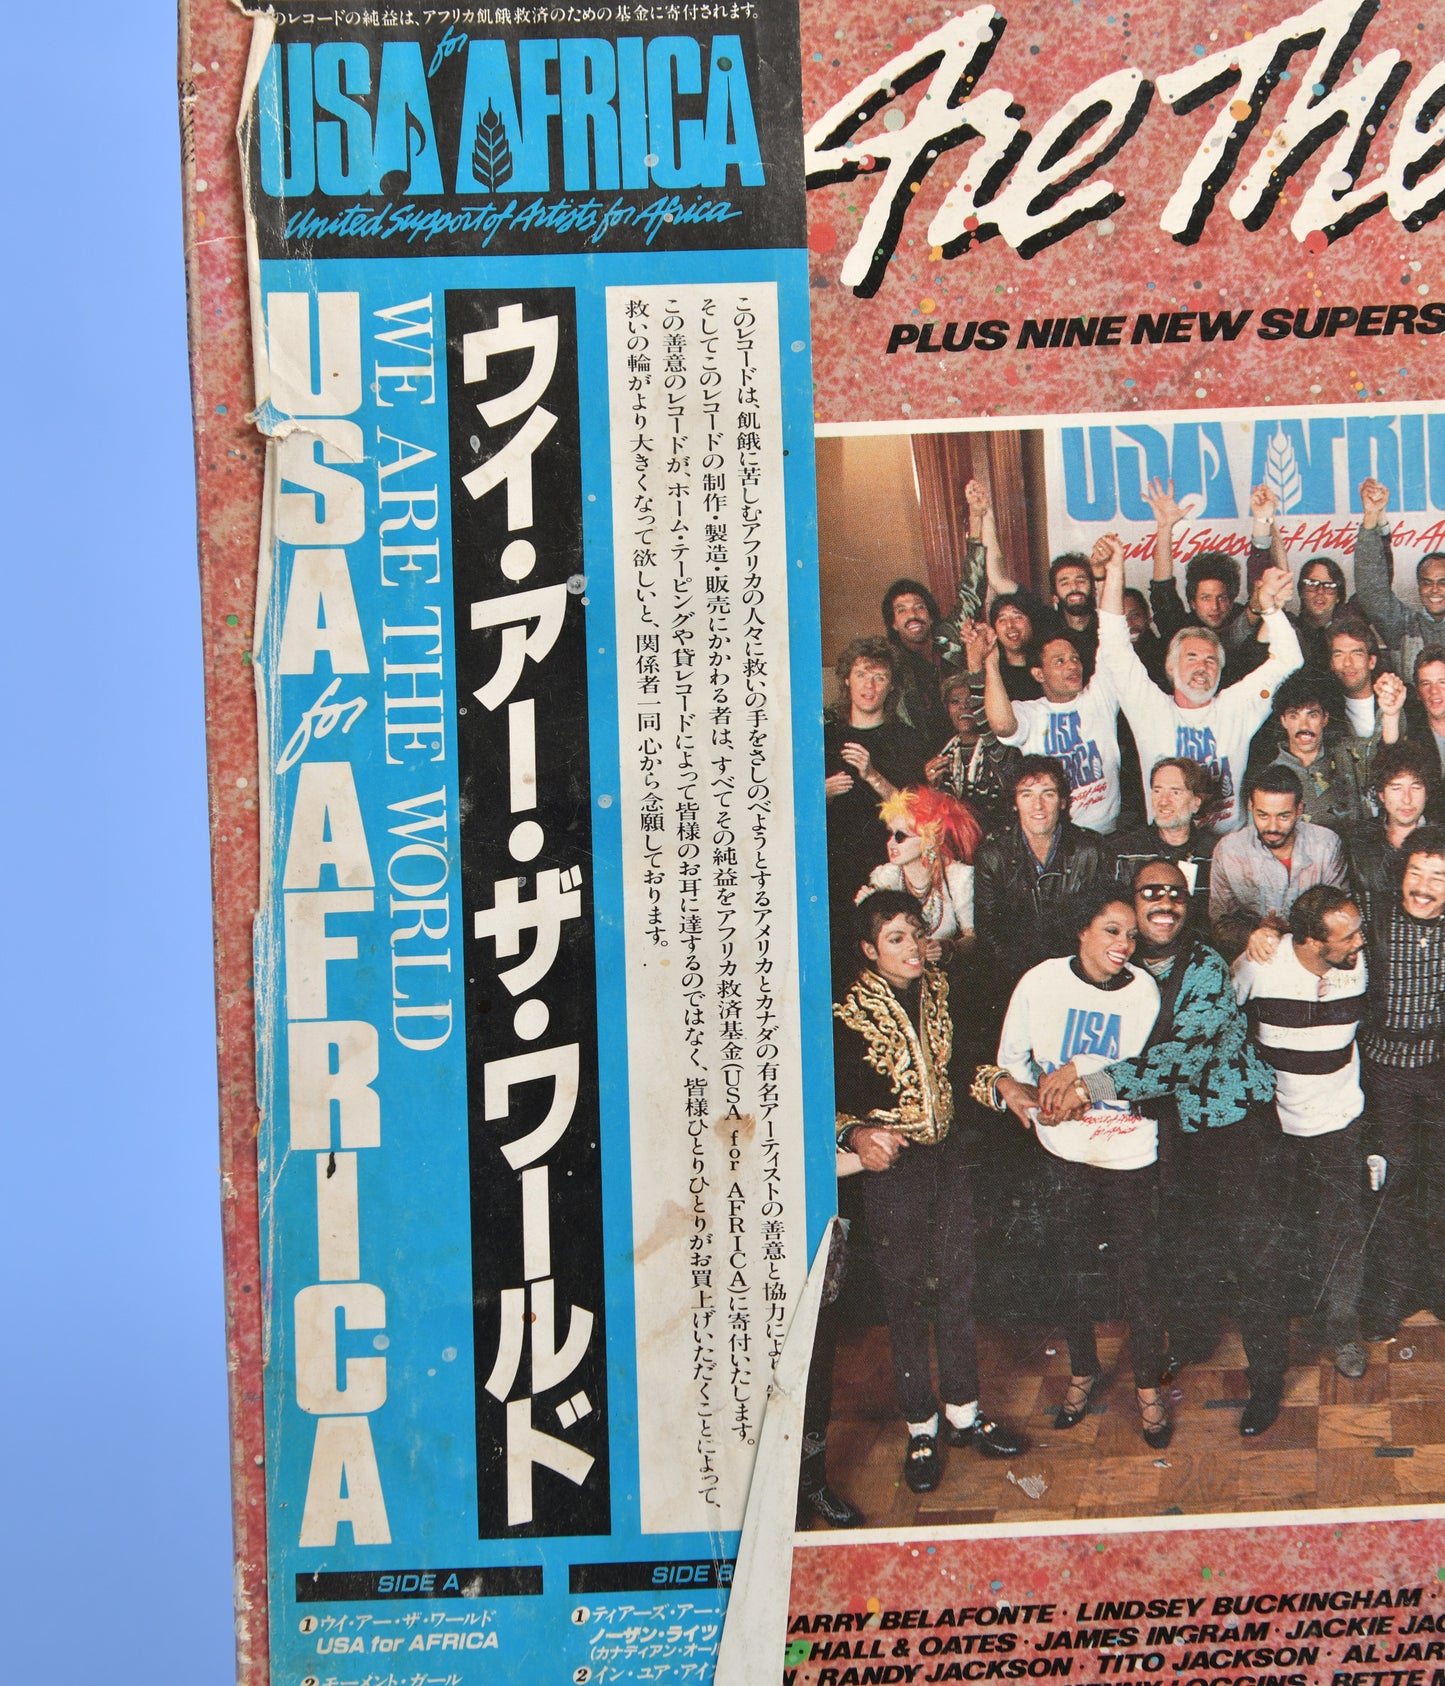 のレコードの純益は、アフリカ飢餓救済のための基金に寄付されます。
USA for AFRICA
United Support of Artists for Africa
USA for AFRICA
WE ARE THE WORLD
ウィ・アー・ザ・ワールド
このレコードは、飢餓に苦しむアフリカの人々に救いの手をさしのべようとするアメリカとカナダの有名アーティストの善意と協力により
そしてこのレコードの制作・製造・販売にかかわる者は、すべてその純益をアフリカ救済基金(USA for AFRICA)に寄付いたします。
この善意のレコードが、ホーム・テーピングや貸レコードによって皆様のお耳に達するのではなく、皆様ひとりひとりがお買上げいただくことによって、
救いの輪がより大きくなって欲しいと、関係者一同心から念願しております。
SIDE A
①ウイ・アー・ザ・ワールド
USA for AFRICA
②モーメント・ガール
SIDE B
①ティアーズ・アー・
ノーザン・ライツ
(カナディアン・オー
②イン・ユア・アイ
Are The
PLUS NINE NEW SUPERS
USA AFRI
United Support of Artists for Af
USA
AFRICA
USA
USA
ARRY BELAFONTE · LINDSEY BUCKINGHAM ·
HALL & OATES · JAMES INGRAM · JACKIE JAC
N · RANDY JACKSON · TITO JACKSON · AL JAR
KENNY LOGGINS · BETTE M